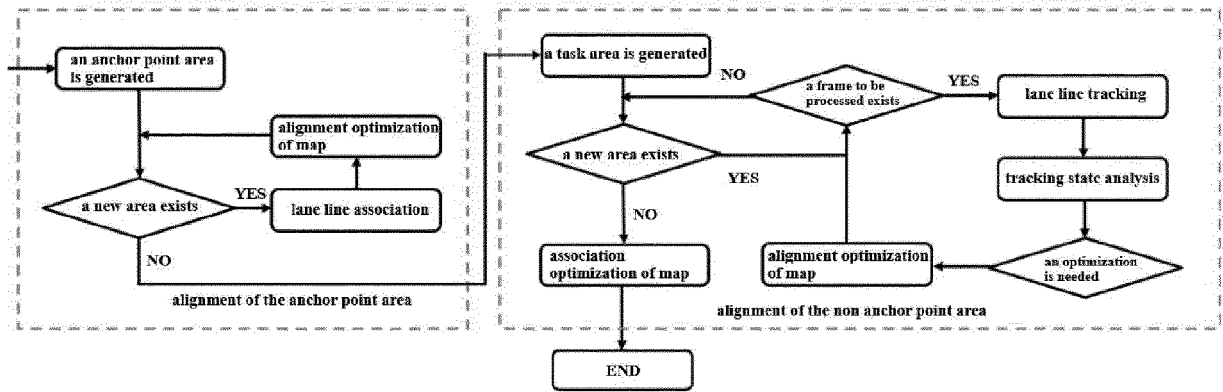 an anchor point area
is generated
alignment optimization
of map
a new area exists
YES
lane line association
NO
alignment of the anchor point area
a task area is generated
NO
a frame to be
processed exists
YES
lane line tracking
a new area exists
YES
tracking state analysis
NO
association
optimization of map
alignment optimization
of map
an optimization
is needed
alignment of the non anchor point area
END